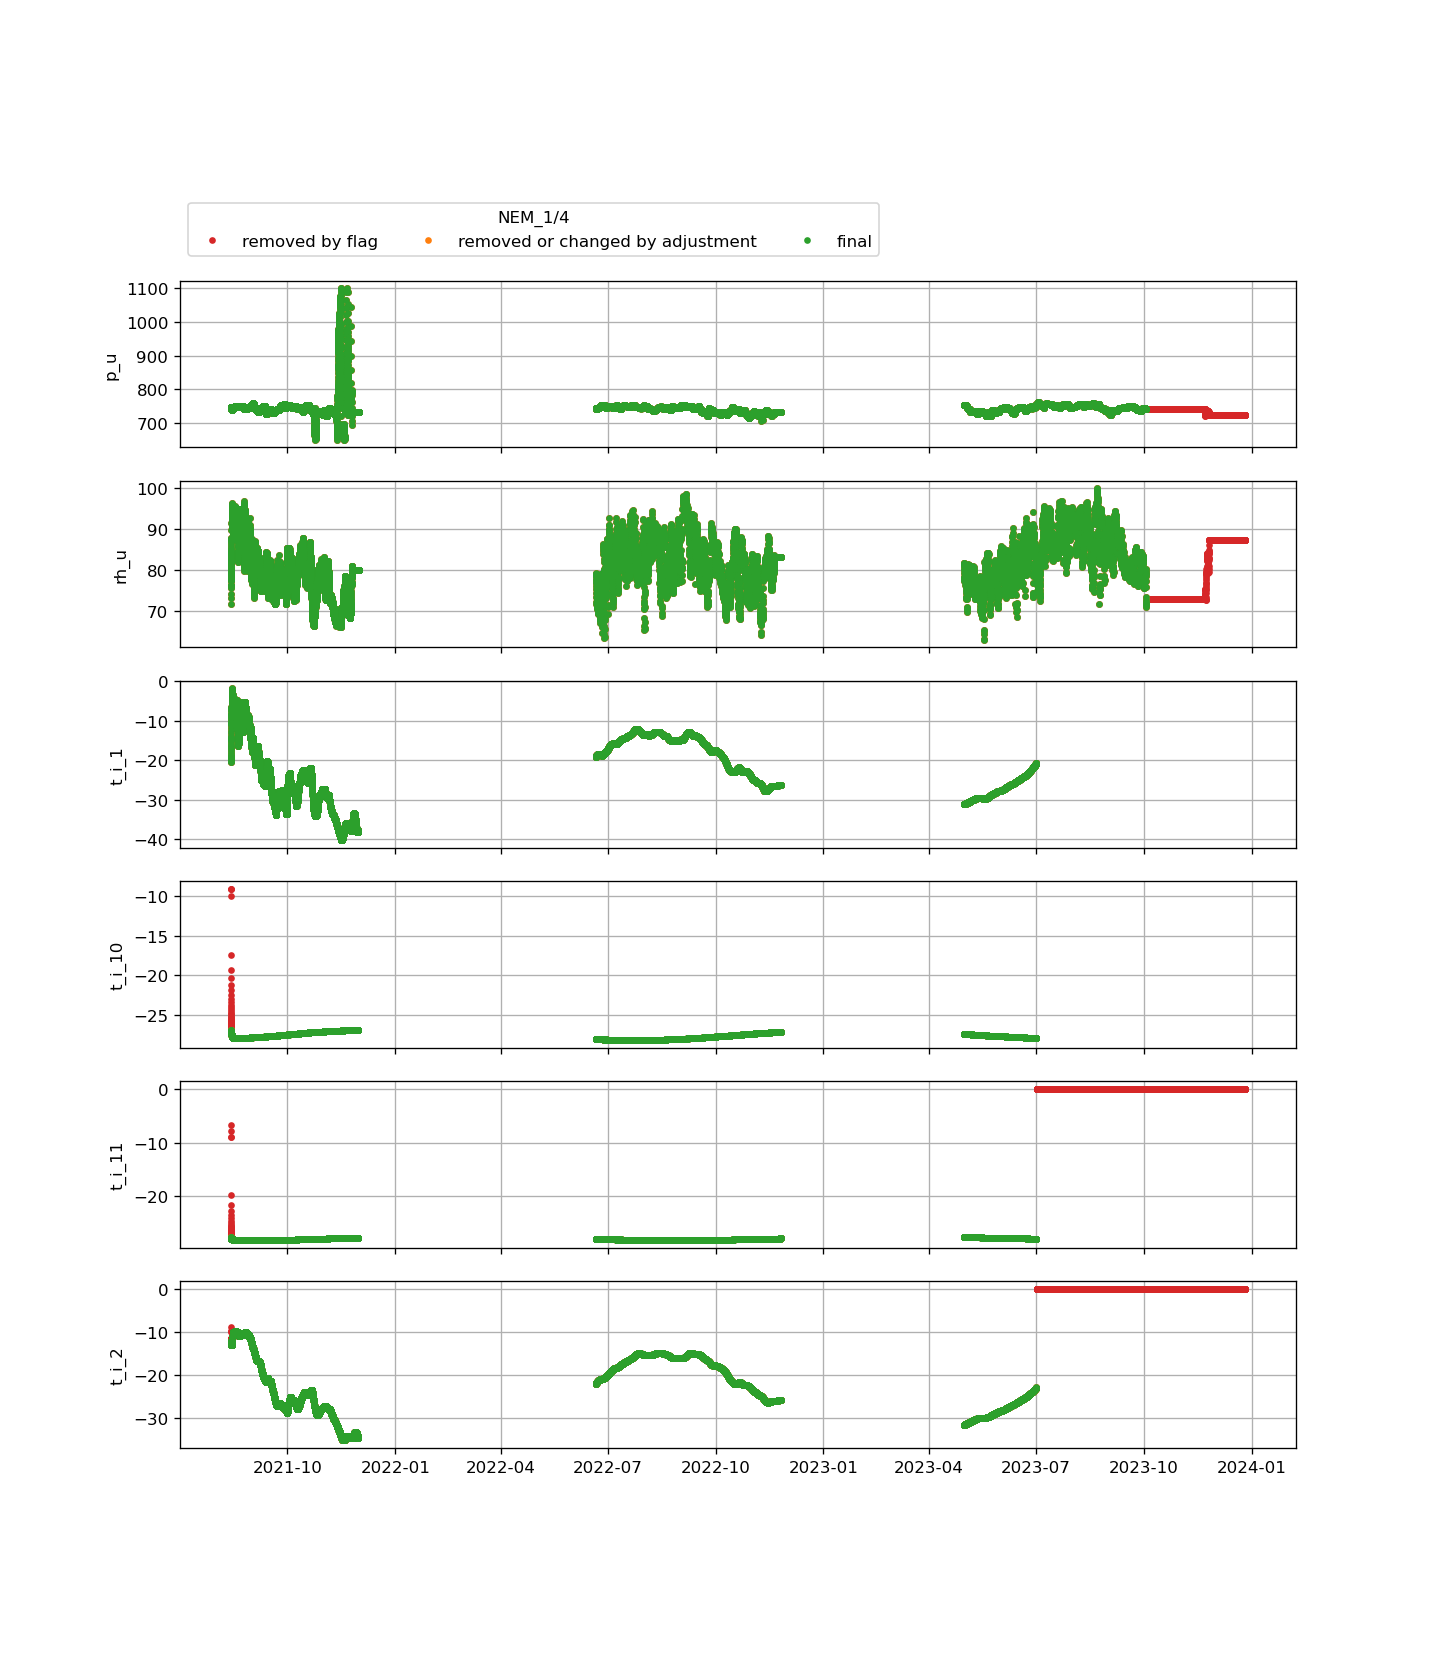 NEM_1/4
removed by flag removed or changed by adjustment final
1100
1000
900
800
700
p_u
100
90
80
70
rh_u
0
−10
−20
−30
−40
t_i_1
−10
−15
−20
−25
t_i_10
0
−10
−20
t_i_11
0
−10
−20
−30
t_i_2
2021-10 2022-01 2022-04 2022-07 2022-10 2023-01 2023-04 2023-07 2023-10 2024-01